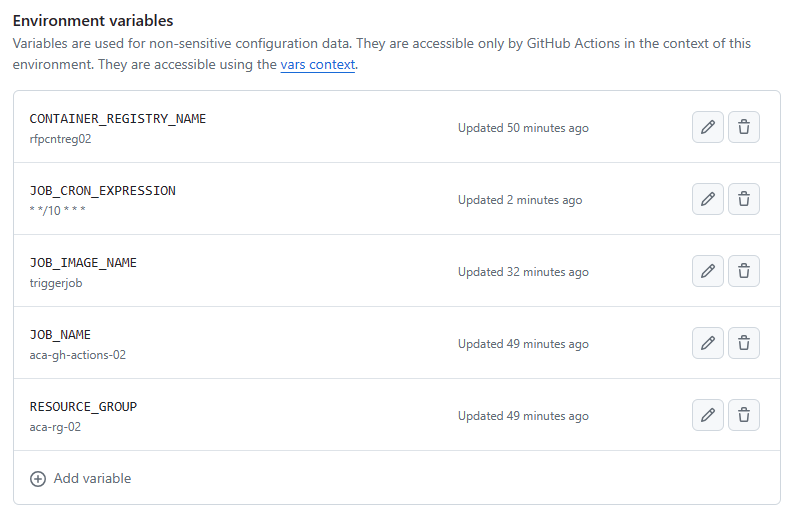 Environment variables
Variables are used for non-sensitive configuration data. They are accessible only by GitHub Actions in the context of this
environment. They are accessible using the vars context.
CONTAINER_REGISTRY_NAME
rfpcntreg02
Updated 50 minutes ago
JOB_CRON_EXPRESSION
* */10 * * *
Updated 2 minutes ago
JOB_IMAGE_NAME
triggerjob
Updated 32 minutes ago
JOB_NAME
aca-gh-actions-02
Updated 49 minutes ago
RESOURCE_GROUP
aca-rg-02
Updated 49 minutes ago
Add variable